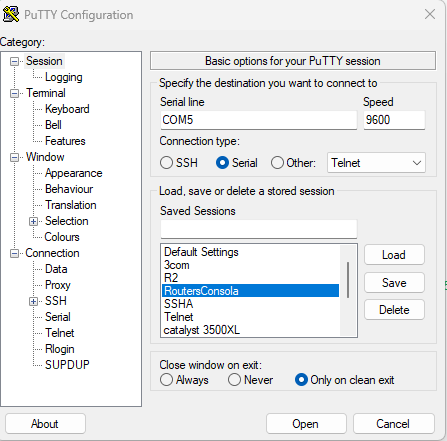 PuTTY Configuration
Category:
Session
Logging
Terminal
Keyboard
Bell
Features
Window
Appearance
Behaviour
Translation
Selection
Colours
Connection
Data
Proxy
SSH
Serial
Telnet
Rlogin
SUPDUP
Basic options for your PuTTY session
Specify the destination you want to connect to
Serial line Speed
COM5 9600
Connection type:
SSH Serial Other: Telnet
Load, save or delete a stored session
Saved Sessions
Default Settings
3com
R2
RoutersConsola
SSHA
Telnet
catalyst 3500XL
Load
Save
Delete
Close window on exit:
Always Never Only on clean exit
About Open Cancel